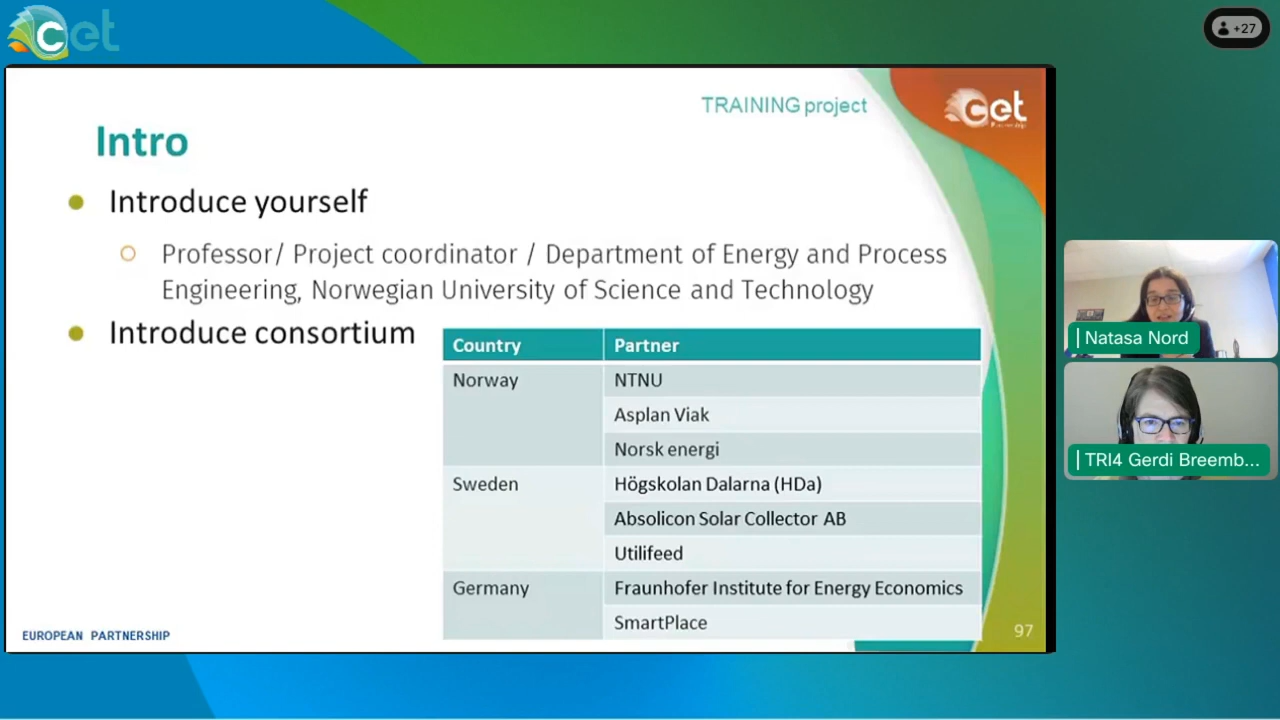 cet
+27
TRAINING project
cet
Intro
Introduce yourself
Professor/ Project coordinator / Department of Energy and Process
Engineering, Norwegian University of Science and Technology
Introduce consortium
Country Partner
Norway NTNU
Asplan Viak
Norsk energi
Sweden Högskolan Dalarna (HDa)
Absolicon Solar Collector AB
Utilifeed
Germany Fraunhofer Institute for Energy Economics
SmartPlace
EUROPEAN PARTNERSHIP
97
Natasa Nord
TRI4 Gerdi Breemb...